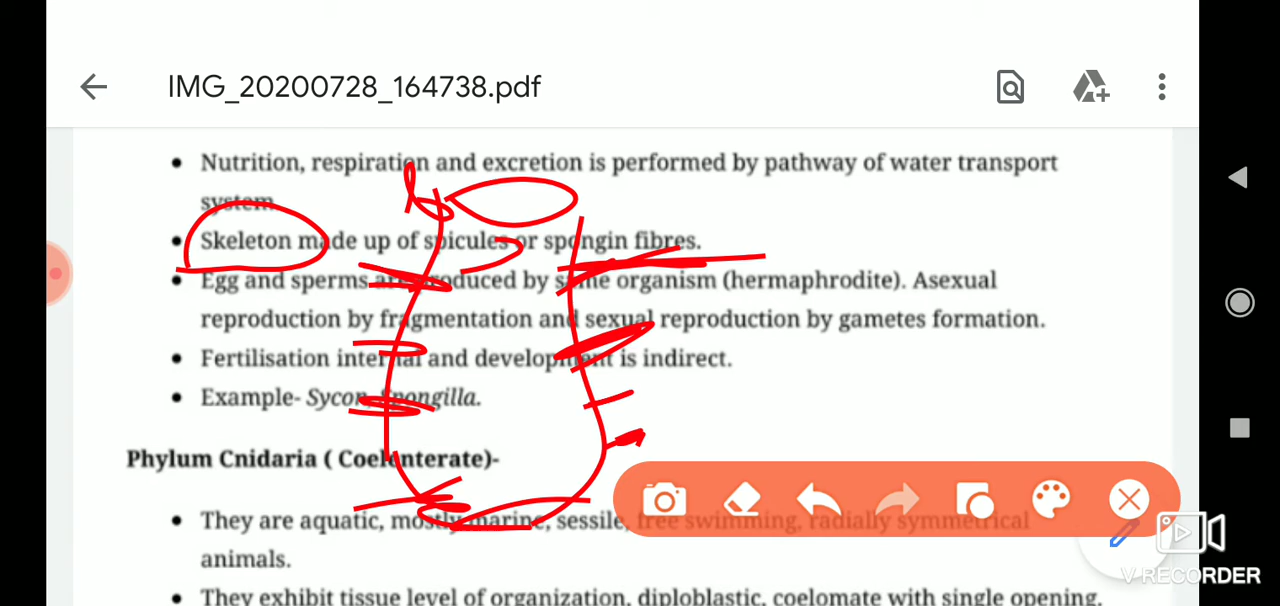 IMG_20200728_164738.pdf
Nutrition, respiration and excretion is performed by pathway of water transport
system.
Skeleton made up of spicules or spongin fibres.
Egg and sperms are produced by same organism (hermaphrodite). Asexual
reproduction by fragmentation and sexual reproduction by gametes formation.
Fertilisation internal and development is indirect.
Example- Sycon, Spongilla.
Phylum Cnidaria ( Coelenterate)-
They are aquatic, mostly marine, sessile, free swimming, radially symmetrical
animals.
They exhibit tissue level of organization, diploblastic, coelomate with single opening,
V-RECORDER